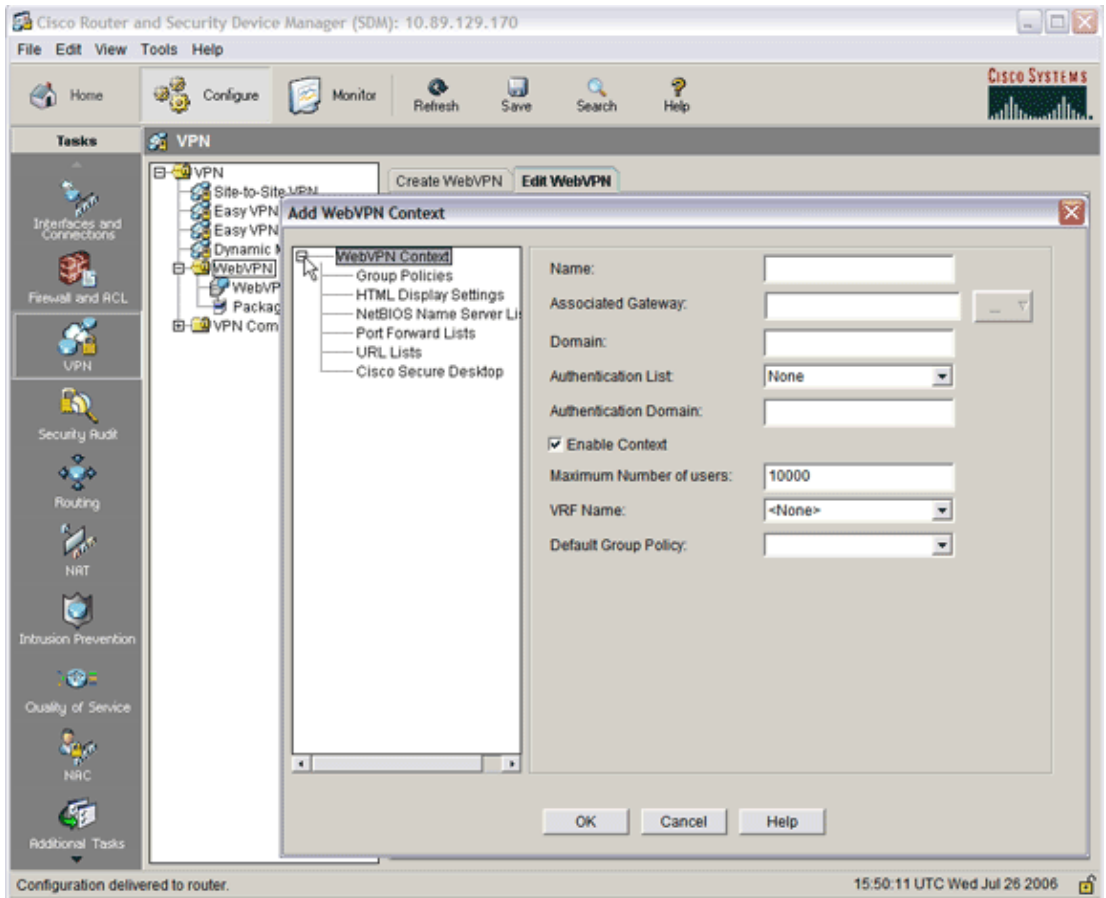 Cisco Router and Security Device Manager (SDM): 10.89.129.170
File Edit View Tools Help
Home
Configure
Monitor
Refresh
Save
Search
Help
CISCO SYSTEMS
Tasks
VPN
Interfaces and Connections
Firewall and ACL
VPN
Security Audit
Routing
NAT
Intrusion Prevention
Quality of Service
NAC
Additional Tasks
VPN
Site-to-Site VPN
Easy VPN
Easy VPN
Dynamic M
WebVPN
WebVP
Packag
VPN Com
Create WebVPN
Edit WebVPN
Add WebVPN Context
WebVPN Context
Group Policies
HTML Display Settings
NetBIOS Name Server Lis
Port Forward Lists
URL Lists
Cisco Secure Desktop
Name:
Associated Gateway:
...
Domain:
Authentication List: None
Authentication Domain:
Enable Context
Maximum Number of users: 10000
VRF Name: <None>
Default Group Policy:
OK
Cancel
Help
Configuration delivered to router.
15:50:11 UTC Wed Jul 26 2006